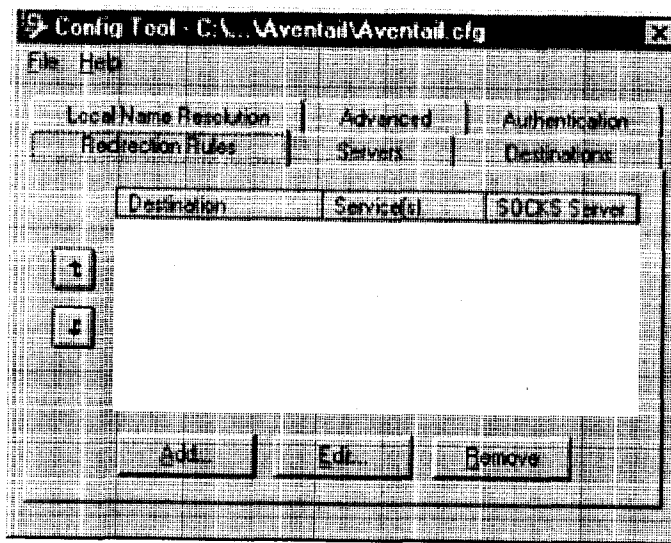 Config Tool - C:\...\Aventail\Aventail.cfg
File Help
Local Name Resolution Advanced Authentication
Redirection Rules Servers Destinations
Destination Service(s) SOCKS Server
Add... Edit... Remove